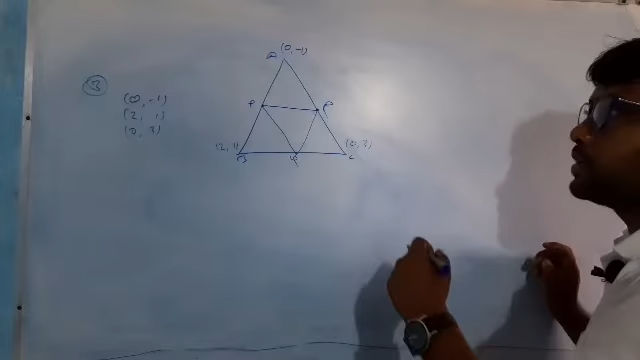 ③
(0, -1)
(2, 1)
(0, 3)
A (0, -1)
P
(2, 1)
B
(0, 3)
C